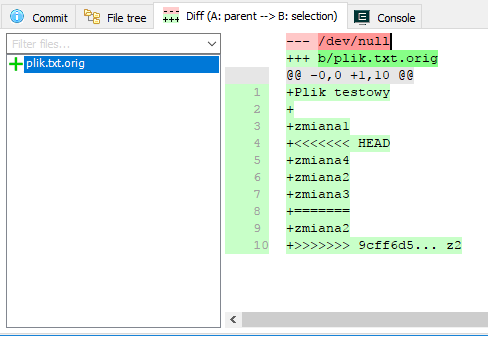 Commit File tree Diff (A: parent --> B: selection) Console
Filter files...
plik.txt.orig
--- /dev/null
+++ b/plik.txt.orig
@@ -0,0 +1,10 @@
1 +Plik testowy
2 +
3 +zmiana1
4 +<<<<<<< HEAD
5 +zmiana4
6 +zmiana2
7 +zmiana3
8 +=======
9 +zmiana2
10 +>>>>>>> 9cff6d5... z2